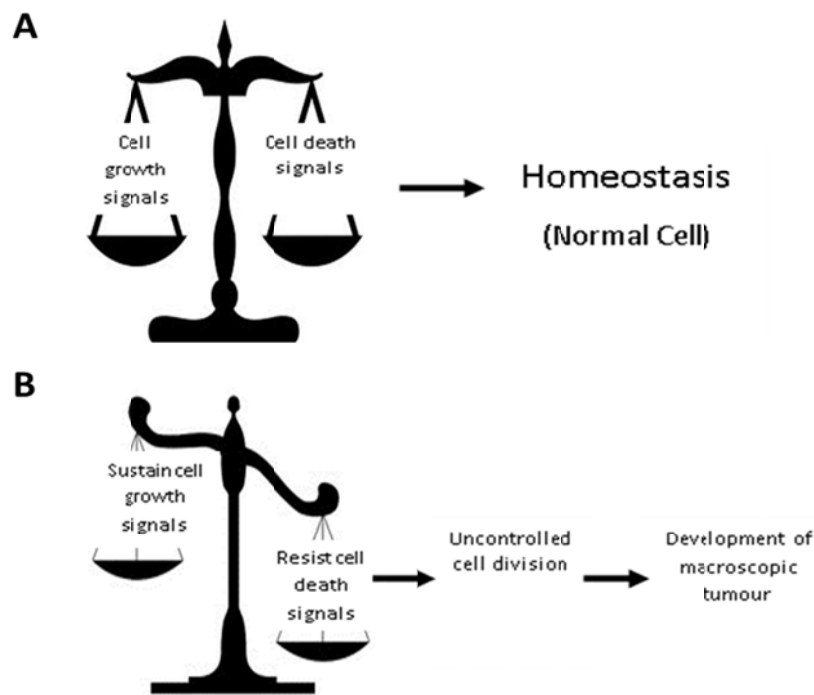 A
Cell
growth
signals
Cell death
signals
Homeostasis
(Normal Cell)
B
Sustain cell
growth
signals
Resist cell
death
signals
Uncontrolled
cell division
Development of
macroscopic
tumour